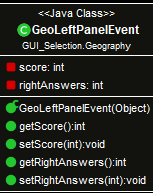 <<Java Class>>
GeoLeftPanelEvent
GUI_Selection.Geography
score: int
rightAnswers: int
GeoLeftPanelEvent(Object)
getScore():int
setScore(int):void
getRightAnswers():int
setRightAnswers(int):void